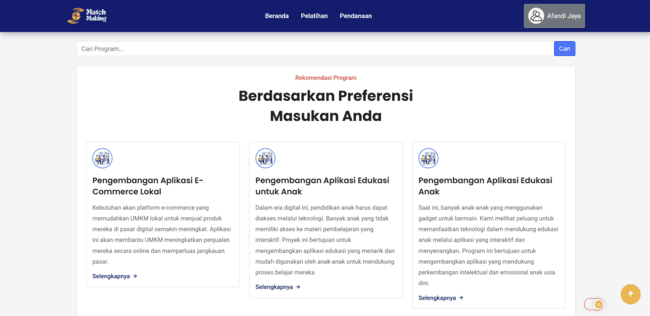 Match
Making
Beranda Pelatihan Pendanaan
Afandi Jaya
Cari Program...
Cari
Rekomendasi Program
Berdasarkan Preferensi
Masukan Anda
Pengembangan Aplikasi E-
Commerce Lokal
Kebutuhan akan platform e-commerce yang
memudahkan UMKM lokal untuk menjual produk
mereka di pasar digital semakin meningkat. Aplikasi
ini akan membantu UMKM meningkatkan penjualan
mereka secara online dan memperluas jangkauan
pasar.
Selengkapnya →
Pengembangan Aplikasi Edukasi
untuk Anak
Dalam era digital ini, pendidikan anak harus dapat
diakses melalui teknologi. Banyak anak yang tidak
memiliki akses ke materi pembelajaran yang
interaktif. Proyek ini bertujuan untuk
mengembangkan aplikasi edukasi yang menarik dan
mudah digunakan oleh anak-anak untuk mendukung
proses belajar mereka.
Selengkapnya →
Pengembangan Aplikasi Edukasi
Anak
Saat ini, banyak anak-anak yang menggunakan
gadget untuk bermain. Kami melihat peluang untuk
memanfaatkan teknologi dalam mendukung edukasi
anak melalui aplikasi yang interaktif dan
menyenangkan. Program ini bertujuan untuk
mengembangkan aplikasi yang mendukung
perkembangan intelektual dan emosional anak usia
dini.
Selengkapnya →